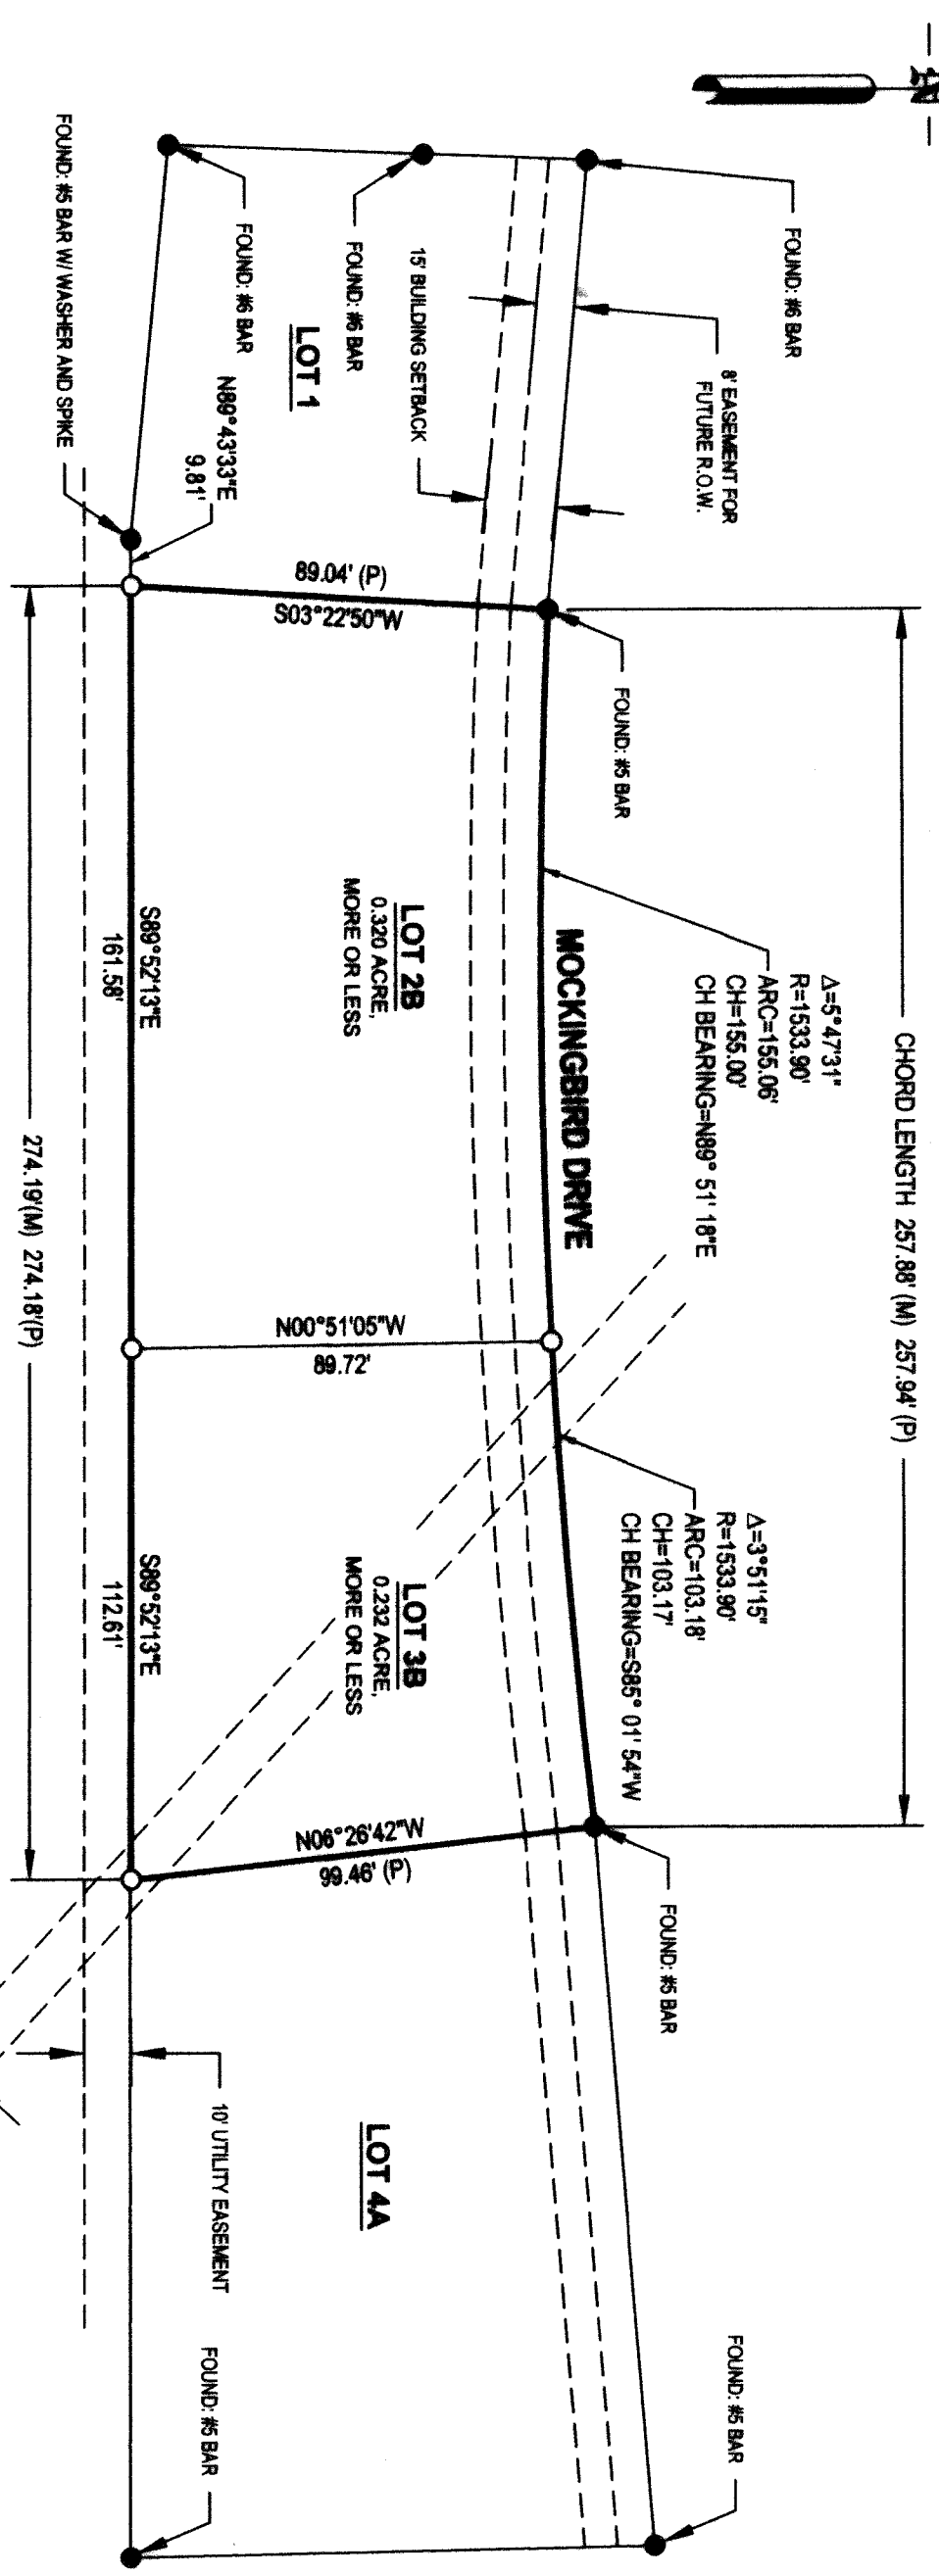 CHORD LENGTH 257.88' (M) 257.94' (P)
Δ=5°47'31"
R=1533.90'
ARC=155.06'
CH=155.00'
CH BEARING=N89° 51' 18"E
Δ=3°51'15"
R=1533.90'
ARC=103.18'
CH=103.17'
CH BEARING=S85° 01' 54"W
FOUND: #6 BAR
8' EASEMENT FOR
FUTURE R.O.W.
FOUND: #5 BAR
MOCKINGBIRD DRIVE
FOUND: #5 BAR
FOUND: #5 BAR
15' BUILDING SETBACK
FOUND: #6 BAR
LOT 1
FOUND: #6 BAR
N89°43'33"E
9.81'
FOUND: #5 BAR W/ WASHER AND SPIKE
89.04' (P)
S03°22'50"W
LOT 2B
0.320 ACRE,
MORE OR LESS
N00°51'05"W
89.72'
LOT 3B
0.232 ACRE,
MORE OR LESS
N06°26'42"W
99.46' (P)
LOT 4A
S89°52'13"E
161.58'
S89°52'13"E
112.61'
10' UTILITY EASEMENT
FOUND: #5 BAR
274.19'(M) 274.18'(P)